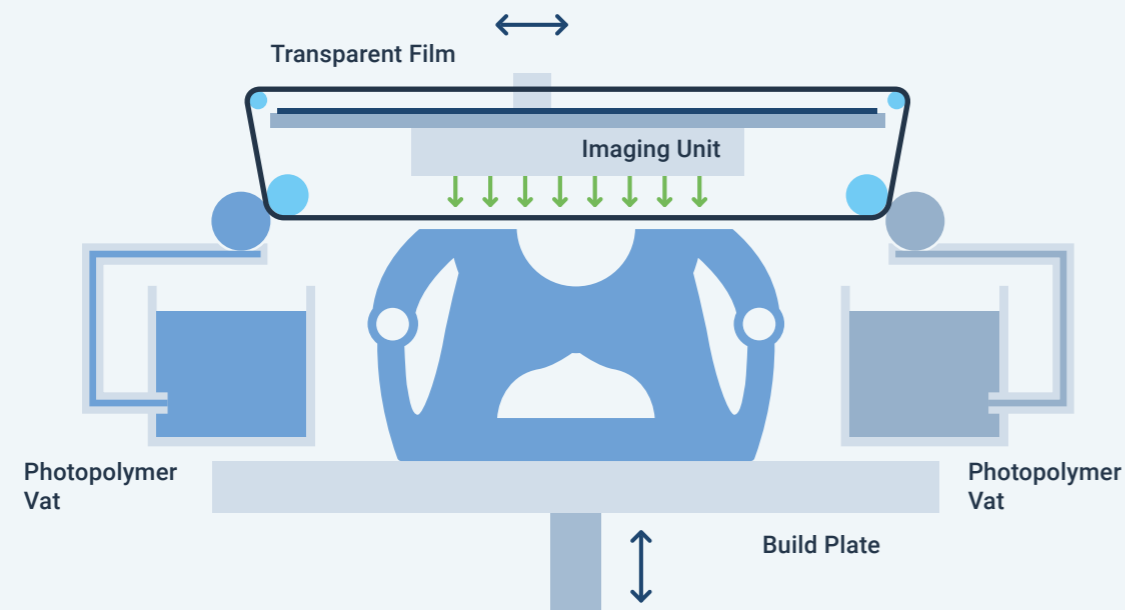 Transparent Film
Imaging Unit
Photopolymer
Vat
Photopolymer
Vat
Build Plate